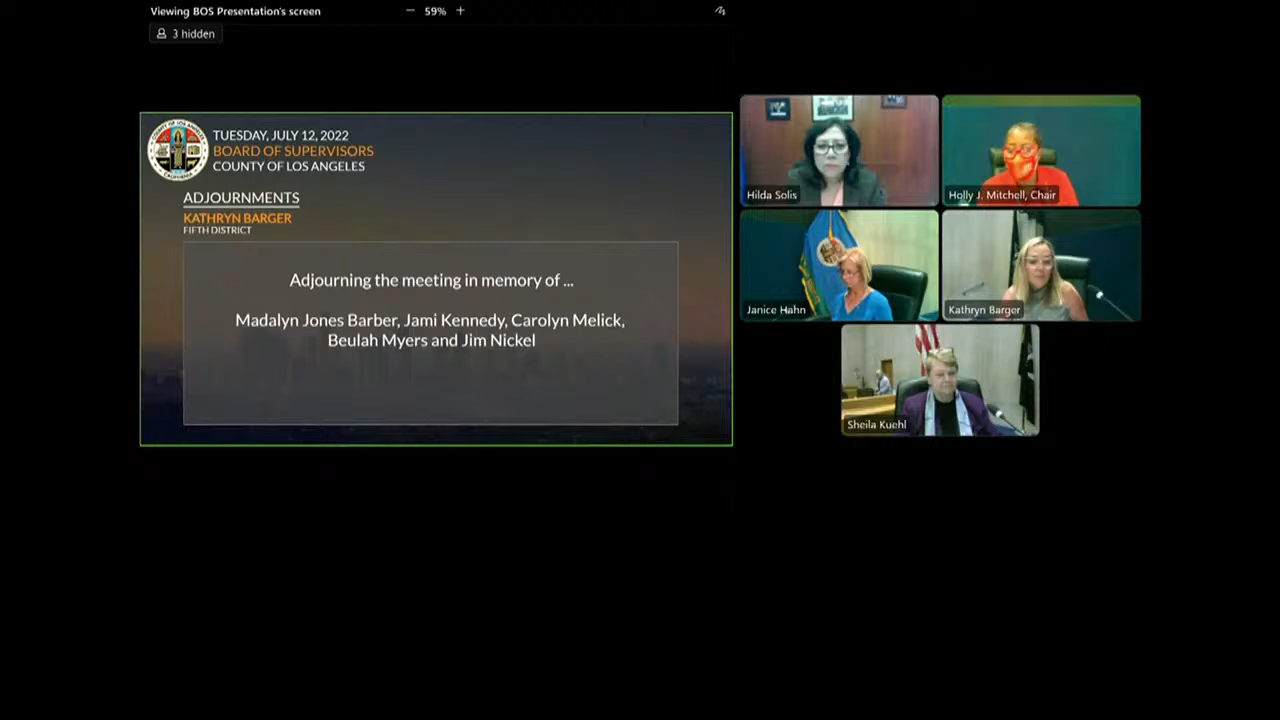 Viewing BOS Presentation's screen
59%
3 hidden
TUESDAY, JULY 12, 2022
BOARD OF SUPERVISORS
COUNTY OF LOS ANGELES
ADJOURNMENTS
KATHRYN BARGER
FIFTH DISTRICT
Adjourning the meeting in memory of ...
Madalyn Jones Barber, Jami Kennedy, Carolyn Melick,
Beulah Myers and Jim Nickel
Hilda Solis
Holly J. Mitchell, Chair
Janice Hahn
Kathryn Barger
Sheila Kuehl